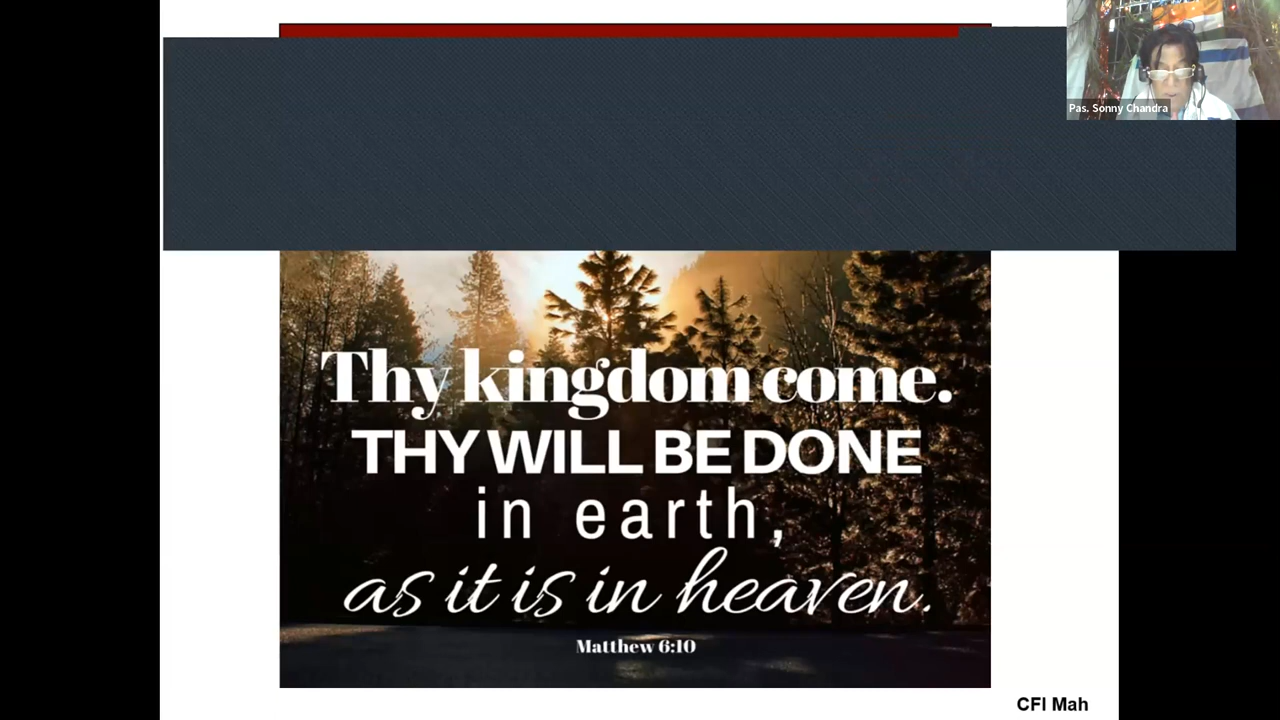 Pas. Sonny Chandra
Thy kingdom come.
THY WILL BE DONE
in earth,
as it is in heaven.
Matthew 6:10
CFI Mah